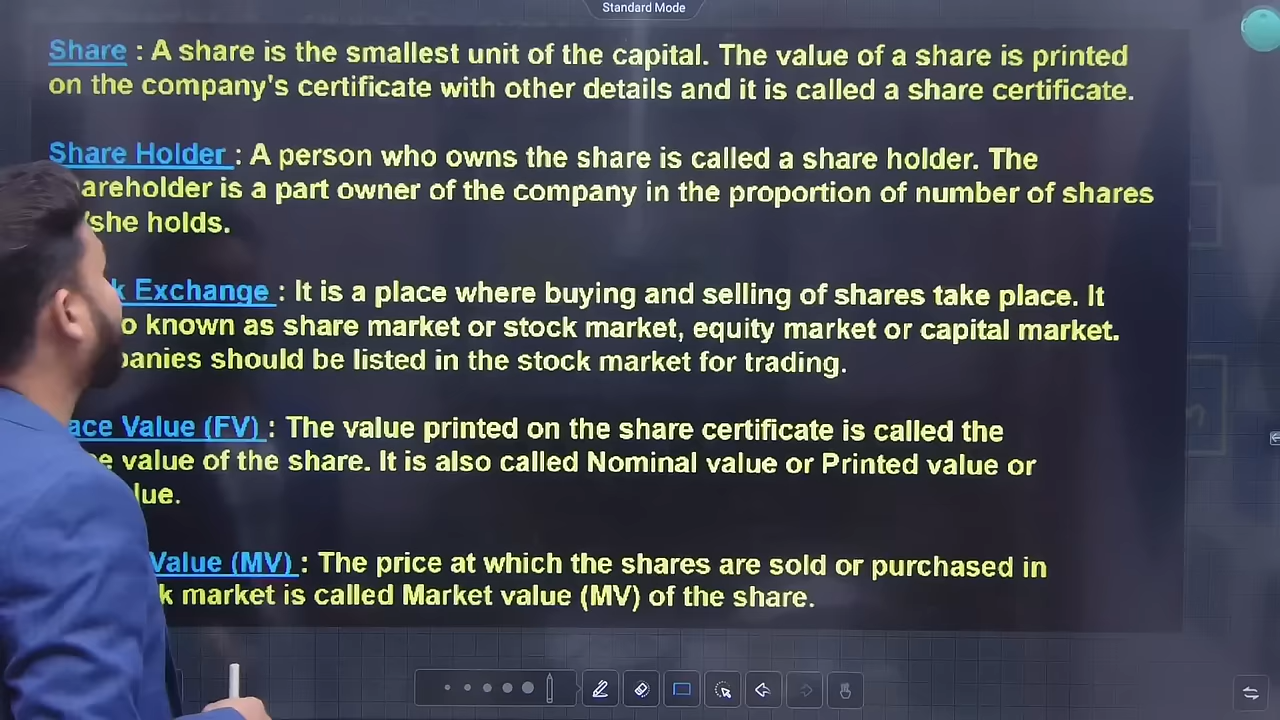 Standard Mode
Share : A share is the smallest unit of the capital. The value of a share is printed
on the company's certificate with other details and it is called a share certificate.
Share Holder : A person who owns the share is called a share holder. The
is a part owner of the company in the proportion of number of shares
/she holds.
Exchange : It is a place where buying and selling of shares take place. It
known as share market or stock market, equity market or capital market.
should be listed in the stock market for trading.
Value (FV) : The value printed on the share certificate is called the
value of the share. It is also called Nominal value or Printed value or
Value (MV) : The price at which the shares are sold or purchased in
market is called Market value (MV) of the share.